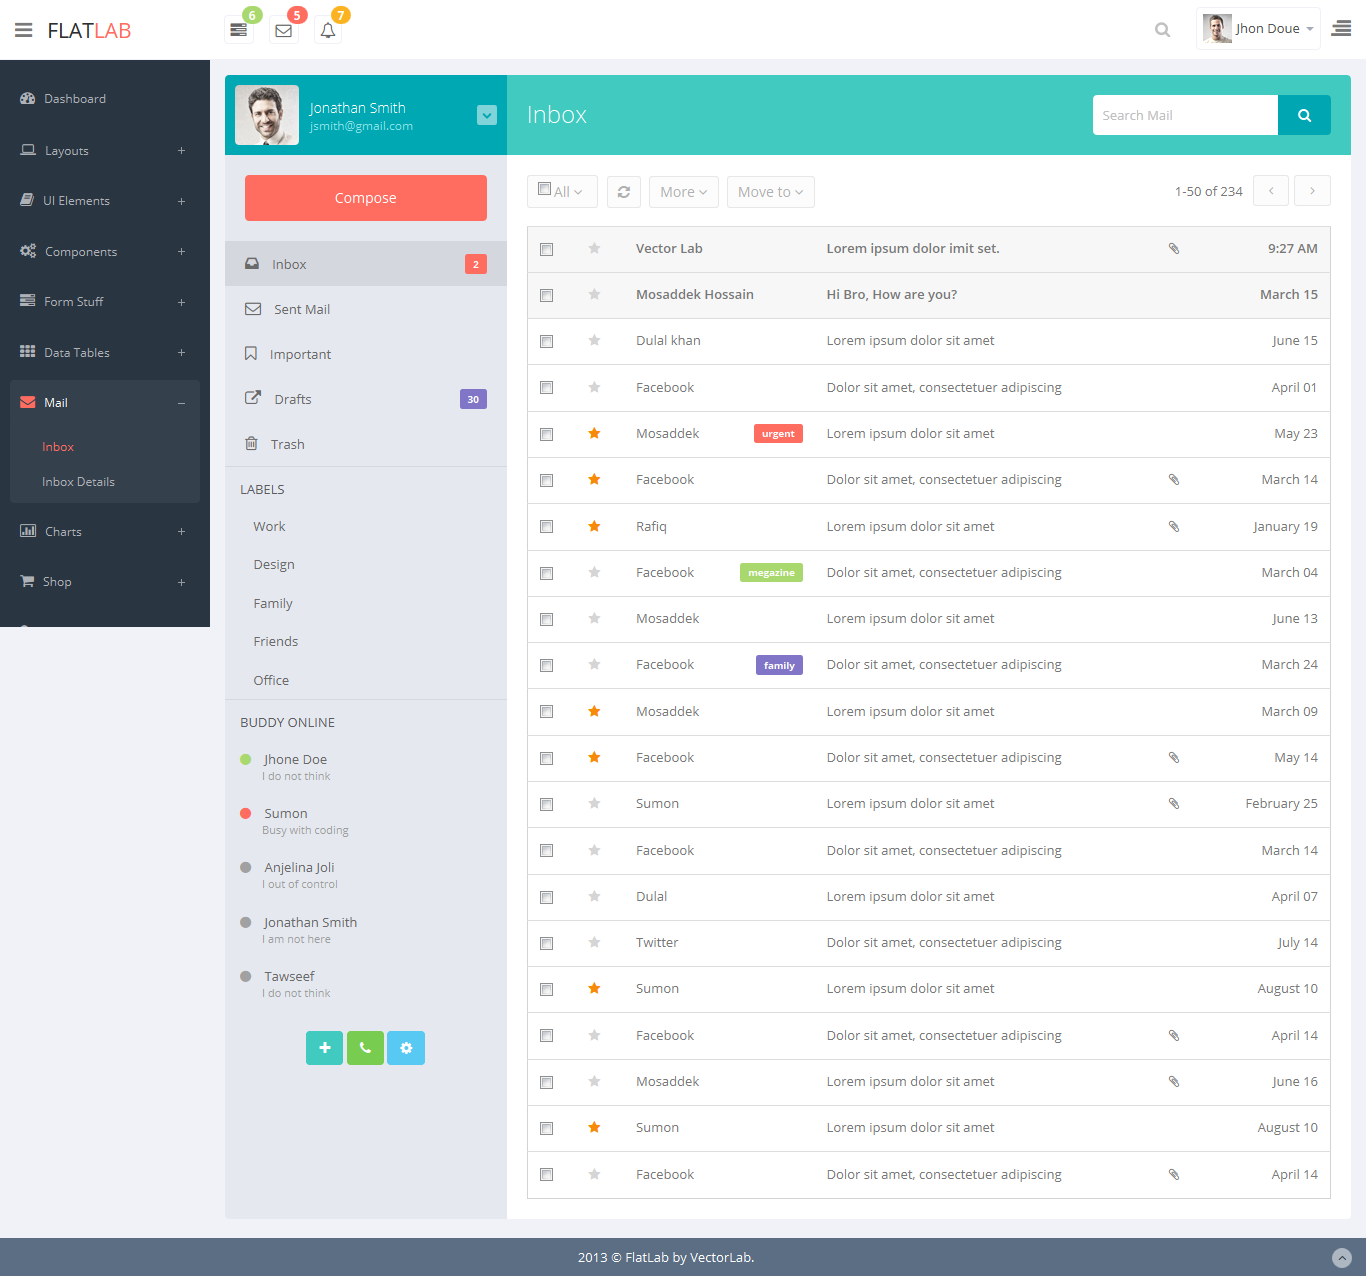 FLATLAB
6
5
7
Jhon Doue
Dashboard
Layouts
UI Elements
Components
Form Stuff
Data Tables
Mail
Inbox
Inbox Details
Charts
Shop
Jonathan Smith
jsmith@gmail.com
Compose
Inbox 2
Sent Mail
Important
Drafts 30
Trash
LABELS
Work
Design
Family
Friends
Office
BUDDY ONLINE
Jhone Doe
I do not think
Sumon
Busy with coding
Anjelina Joli
I out of control
Jonathan Smith
I am not here
Tawseef
I do not think
Inbox
Search Mail
All More Move to 1-50 of 234
Vector Lab Lorem ipsum dolor imit set. 9:27 AM
Mosaddek Hossain Hi Bro, How are you? March 15
Dulal khan Lorem ipsum dolor sit amet June 15
Facebook Dolor sit amet, consectetuer adipiscing April 01
Mosaddek urgent Lorem ipsum dolor sit amet May 23
Facebook Dolor sit amet, consectetuer adipiscing March 14
Rafiq Lorem ipsum dolor sit amet January 19
Facebook megazine Dolor sit amet, consectetuer adipiscing March 04
Mosaddek Lorem ipsum dolor sit amet June 13
Facebook family Dolor sit amet, consectetuer adipiscing March 24
Mosaddek Lorem ipsum dolor sit amet March 09
Facebook Dolor sit amet, consectetuer adipiscing May 14
Sumon Lorem ipsum dolor sit amet February 25
Facebook Dolor sit amet, consectetuer adipiscing March 14
Dulal Lorem ipsum dolor sit amet April 07
Twitter Dolor sit amet, consectetuer adipiscing July 14
Sumon Lorem ipsum dolor sit amet August 10
Facebook Dolor sit amet, consectetuer adipiscing April 14
Mosaddek Lorem ipsum dolor sit amet June 16
Sumon Lorem ipsum dolor sit amet August 10
Facebook Dolor sit amet, consectetuer adipiscing April 14
2013 © FlatLab by VectorLab.